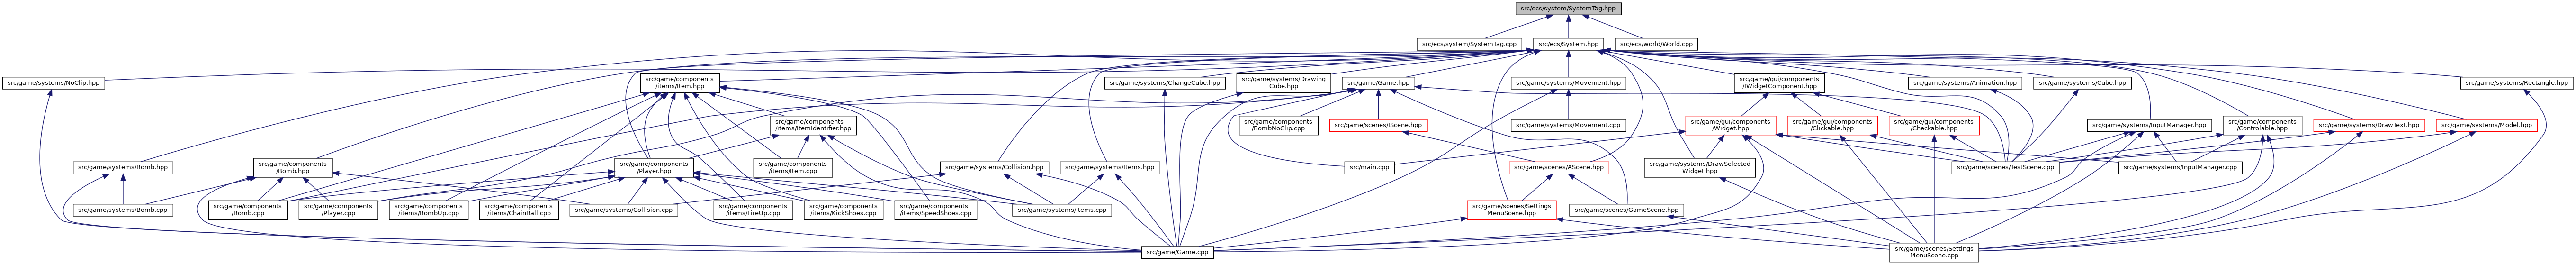 src/ecs/system/SystemTag.hpp
src/ecs/system/SystemTag.cpp
src/ecs/System.hpp
src/ecs/world/World.cpp
src/game/systems/NoClip.hpp
src/game/components
/items/Item.hpp
src/game/systems/ChangeCube.hpp
src/game/systems/Drawing
Cube.hpp
src/game/Game.hpp
src/game/systems/Movement.hpp
src/game/gui/components
/IWidgetComponent.hpp
src/game/systems/Animation.hpp
src/game/systems/Cube.hpp
src/game/systems/Rectangle.hpp
src/game/components
/items/ItemIdentifier.hpp
src/game/components
/BombNoClip.cpp
src/game/scenes/IScene.hpp
src/game/systems/Movement.cpp
src/game/gui/components
/Widget.hpp
src/game/gui/components
/Clickable.hpp
src/game/gui/components
/Checkable.hpp
src/game/systems/InputManager.hpp
src/game/components
/Controlable.hpp
src/game/systems/DrawText.hpp
src/game/systems/Model.hpp
src/game/systems/Bomb.hpp
src/game/components
/Bomb.hpp
src/game/components
/Player.hpp
src/game/components
/items/Item.cpp
src/game/systems/Collision.hpp
src/game/systems/Items.hpp
src/main.cpp
src/game/scenes/AScene.hpp
src/game/systems/DrawSelected
Widget.hpp
src/game/scenes/TestScene.cpp
src/game/systems/InputManager.cpp
src/game/systems/Bomb.cpp
src/game/components
/Bomb.cpp
src/game/components
/Player.cpp
src/game/components
/items/BombUp.cpp
src/game/components
/items/ChainBall.cpp
src/game/systems/Collision.cpp
src/game/components
/items/FireUp.cpp
src/game/components
/items/KickShoes.cpp
src/game/components
/items/SpeedShoes.cpp
src/game/systems/Items.cpp
src/game/scenes/Settings
MenuScene.hpp
src/game/scenes/GameScene.hpp
src/game/Game.cpp
src/game/scenes/Settings
MenuScene.cpp